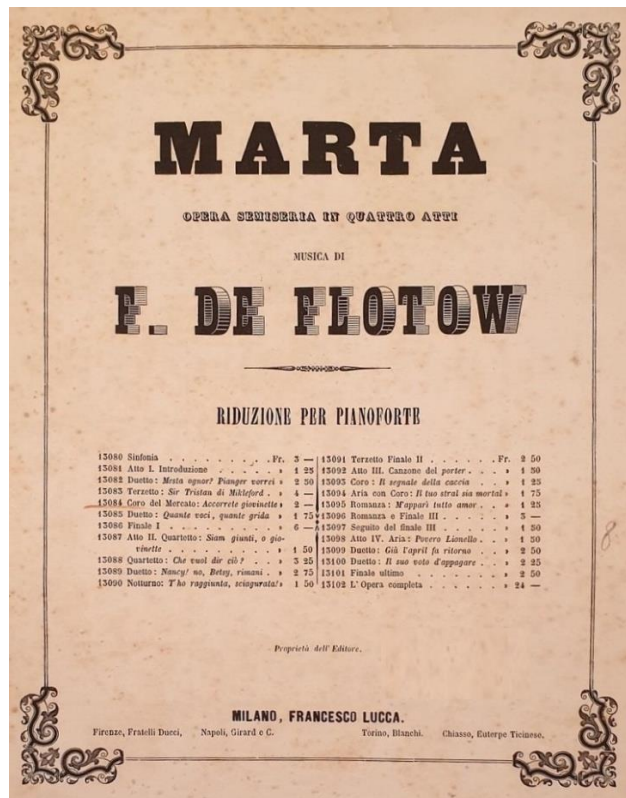 MARTA
OPERA SEMISERIA IN QUATTRO ATTI
MUSICA DI
F. DE FLOTOW
RIDUZIONE PER PIANOFORTE
13080 Sinfonia . . . . . . . . . Fr. 3 —
13081 Atto I. Introduzione . . . . . » 1 25
13082 Duetto: Mesta ognor? Pianger vorrei » 2 50
13083 Terzetto: Sir Tristan di Mikleford . » 4 —
13084 Coro del Mercato: Accorrete giovinette » 2 —
13085 Duetto: Quante voci, quante grida » 1 75
13086 Finale I . . . . . . . . » 6 —
13087 Atto II. Quartetto: Siam giunti, o gio-
vinette . . . . . . . . » 1 50
13088 Quartetto: Che vuol dir ciò? . . . » 3 25
13089 Duetto: Nancy! no, Betsy, rimani . » 2 75
13090 Notturno: T'ho raggiunta, sciagurata! » 1 50
13091 Terzetto Finale II . . . . . . Fr. 2 50
13092 Atto III. Canzone del porter . . . » 1 50
13093 Coro: Il segnale della caccia . . » 1 25
13094 Aria con Coro: Il tuo stral sia mortal » 1 75
13095 Romanza: M'apparì tutto amor . . » 1 25
13096 Romanza e Finale III . . . . . » 3 —
13097 Seguito del finale III . . . . . » 1 50
13098 Atto IV. Aria: Povero Lionello . . » 1 50
13099 Duetto: Già l'april fa ritorno . . » 2 50
13100 Duetto: Il suo voto d'appagare . . » 2 25
13101 Finale ultimo . . . . . . . » 2 50
13102 L'Opera completa . . . . . . » 24 —
8
Proprietà dell'Editore.
MILANO, FRANCESCO LUCCA.
Firenze, Fratelli Ducci, Napoli, Girard e C. Torino, Blanchi. Chiasso, Euterpe Ticinese.